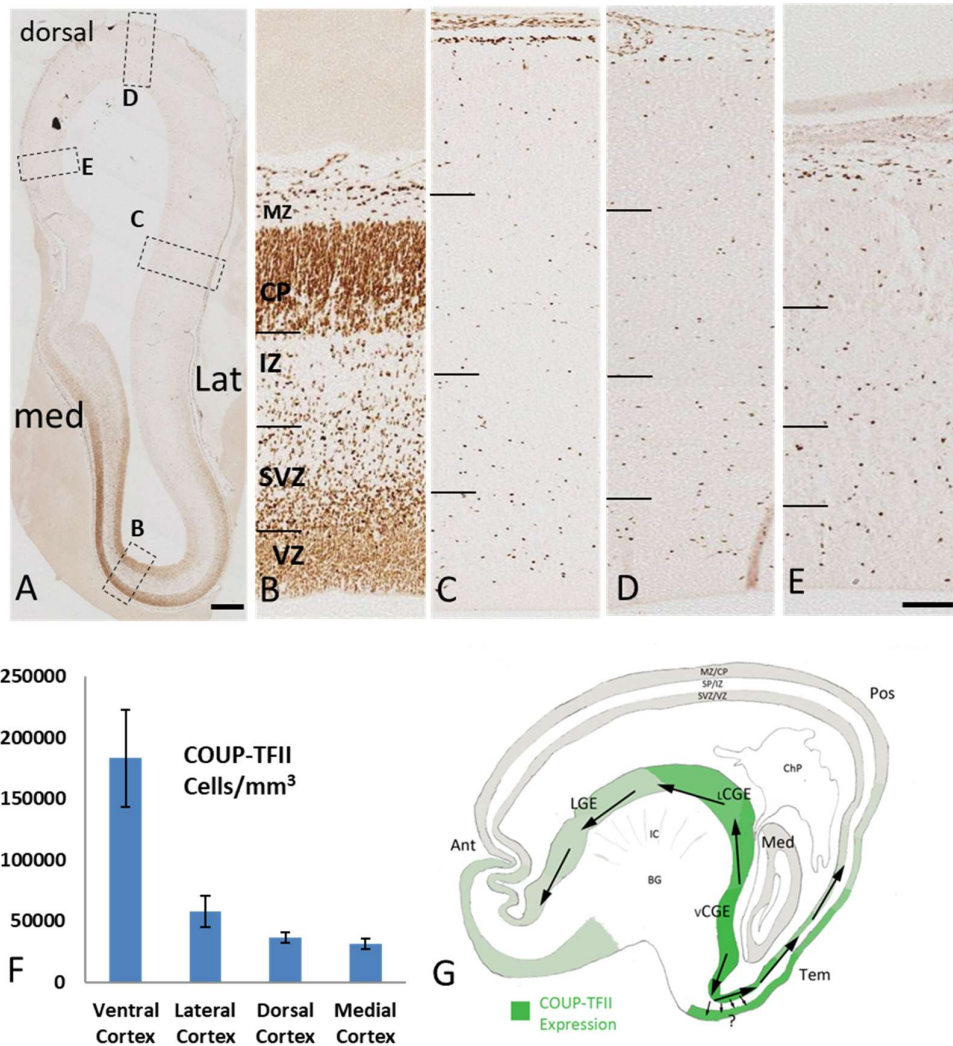 dorsal
D
E
C
Lat
med
B
A
MZ
CP
IZ
SVZ
VZ
B
C
D
E
250000
200000
150000
100000
50000
0
COUP-TFII
Cells/mm³
F
Ventral
Cortex
Lateral
Cortex
Dorsal
Cortex
Medial
Cortex
MZ/CP
SP/IZ
SVZ/VZ
Pos
ChP
LCGE
LGE
Ant
IC
Med
BG
VCGE
Tem
G
COUP-TFII
Expression
?